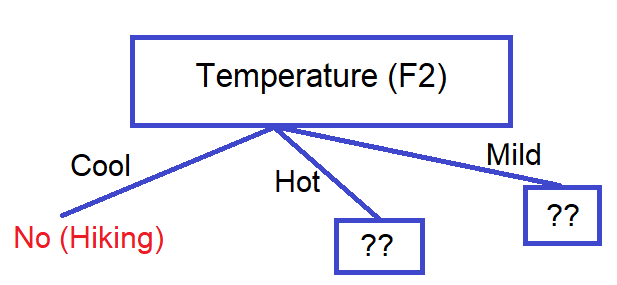 Temperature (F2)
Cool
Hot
Mild
No (Hiking)
??
??